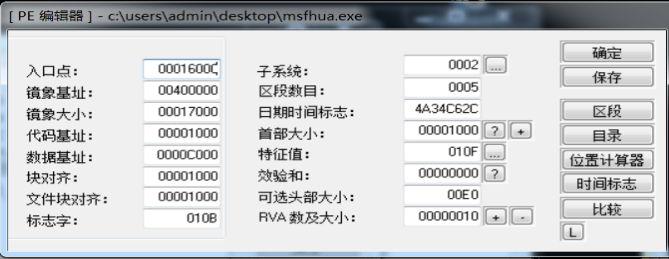 [ PE 编辑器 ] - c:\users\admin\desktop\msfhua.exe
入口点: 0001600C 子系统: 0002 ... 确定
镜象基址: 00400000 区段数目: 0005 保存
镜象大小: 00017000 日期时间标志: 4A34C62C 区段
代码基址: 00001000 首部大小: 00001000 ? + 目录
数据基址: 0000C000 特征值: 010F ... 位置计算器
块对齐: 00001000 效验和: 00000000 ? 时间标志
文件块对齐: 00001000 可选头部大小: 00E0 比较
标志字: 010B RVA 数及大小: 00000010 + - L